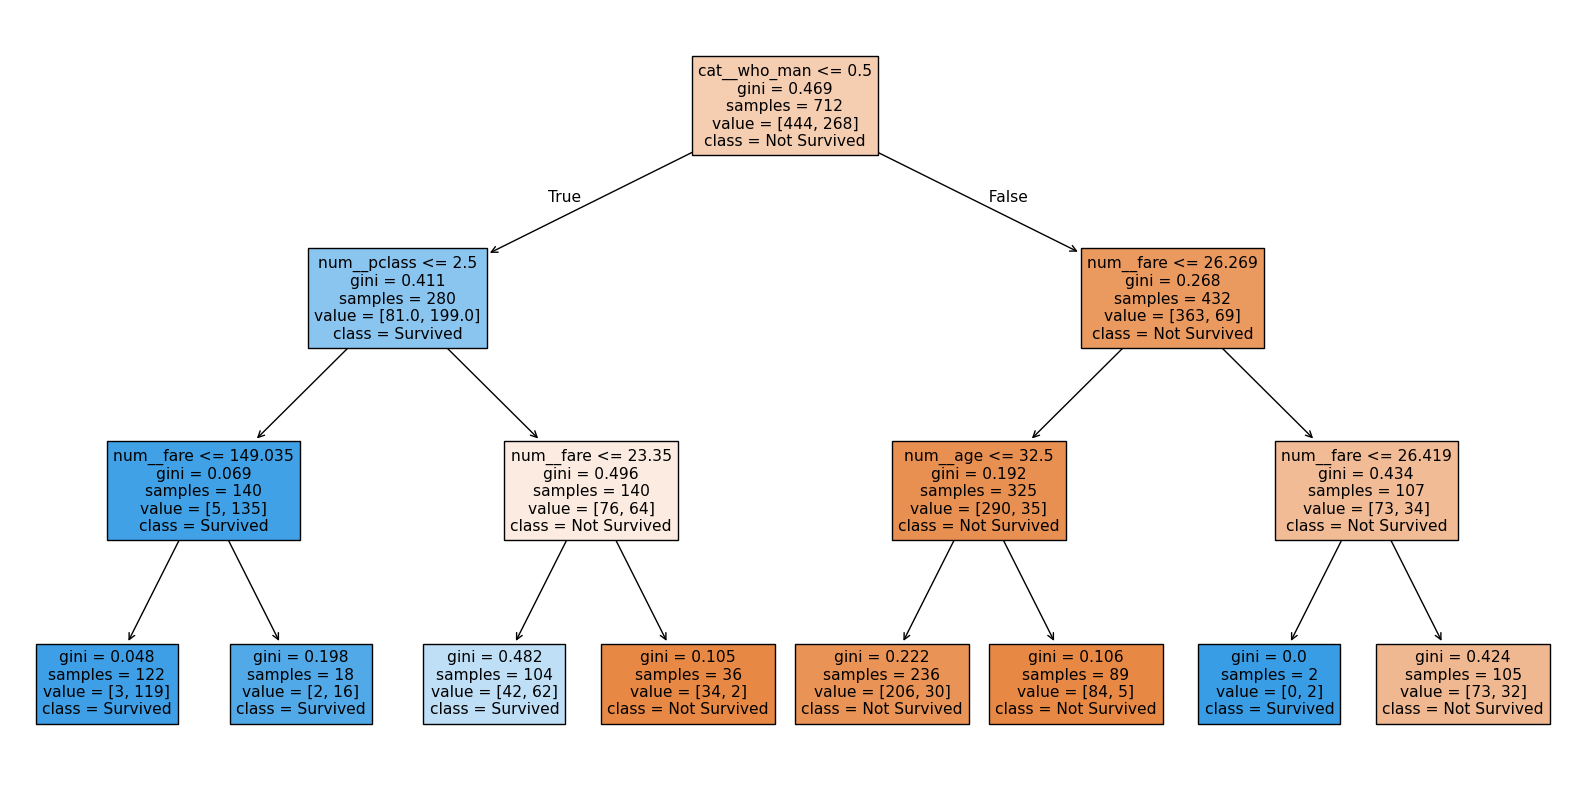 cat__who_man <= 0.5
gini = 0.469
samples = 712
value = [444, 268]
class = Not Survived
True
False
num__pclass <= 2.5
gini = 0.411
samples = 280
value = [81.0, 199.0]
class = Survived
num__fare <= 26.269
gini = 0.268
samples = 432
value = [363, 69]
class = Not Survived
num__fare <= 149.035
gini = 0.069
samples = 140
value = [5, 135]
class = Survived
num__fare <= 23.35
gini = 0.496
samples = 140
value = [76, 64]
class = Not Survived
num__age <= 32.5
gini = 0.192
samples = 325
value = [290, 35]
class = Not Survived
num__fare <= 26.419
gini = 0.434
samples = 107
value = [73, 34]
class = Not Survived
gini = 0.048
samples = 122
value = [3, 119]
class = Survived
gini = 0.198
samples = 18
value = [2, 16]
class = Survived
gini = 0.482
samples = 104
value = [42, 62]
class = Survived
gini = 0.105
samples = 36
value = [34, 2]
class = Not Survived
gini = 0.222
samples = 236
value = [206, 30]
class = Not Survived
gini = 0.106
samples = 89
value = [84, 5]
class = Not Survived
gini = 0.0
samples = 2
value = [0, 2]
class = Survived
gini = 0.424
samples = 105
value = [73, 32]
class = Not Survived